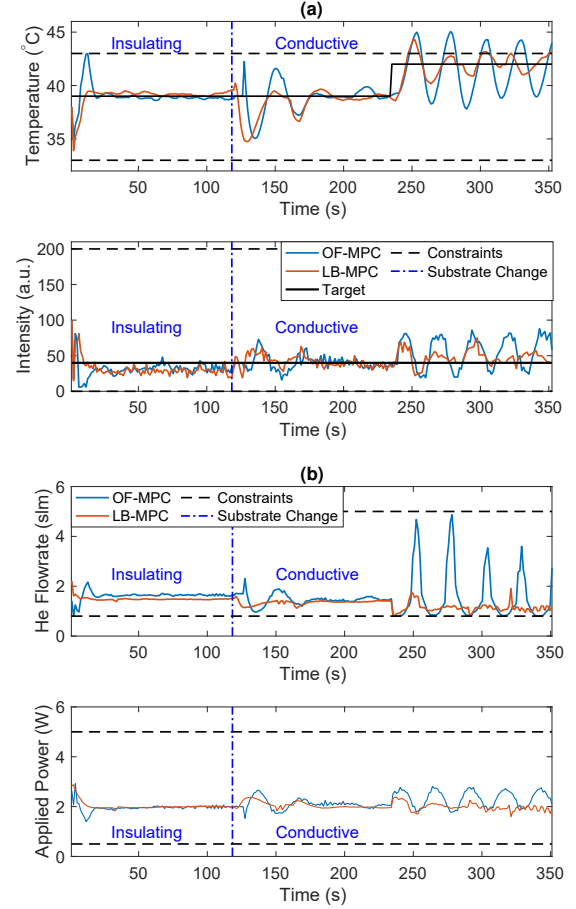 (a)
Temperature (°C)
45
40
35
Insulating
Conductive
50
100
150
200
250
300
350
Time (s)
Intensity (a.u.)
200
150
100
50
0
OF-MPC
LB-MPC
Target
Constraints
Substrate Change
Insulating
Conductive
50
100
150
200
250
300
350
Time (s)
(b)
He Flowrate (slm)
6
4
2
0
OF-MPC
LB-MPC
Constraints
Substrate Change
Insulating
Conductive
50
100
150
200
250
300
350
Time (s)
Applied Power (W)
6
4
2
0
Insulating
Conductive
50
100
150
200
250
300
350
Time (s)